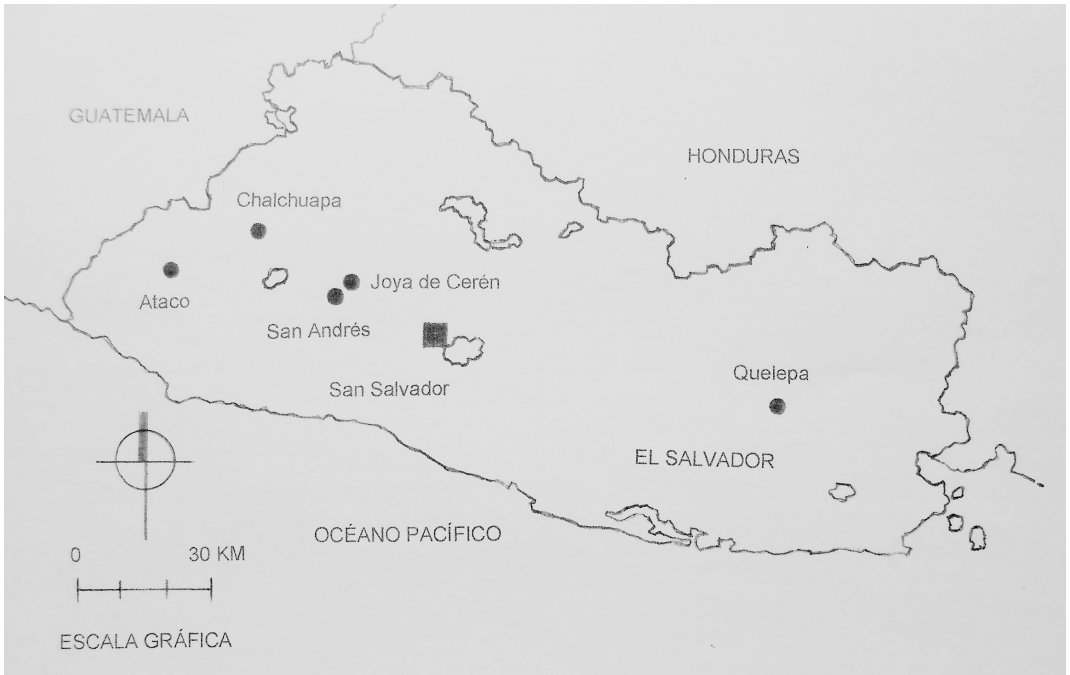 GUATEMALA
HONDURAS
Chalchuapa
Joya de Cerén
Ataco
San Andrés
Quelepa
San Salvador
EL SALVADOR
OCÉANO PACÍFICO
0 30 KM
ESCALA GRÁFICA